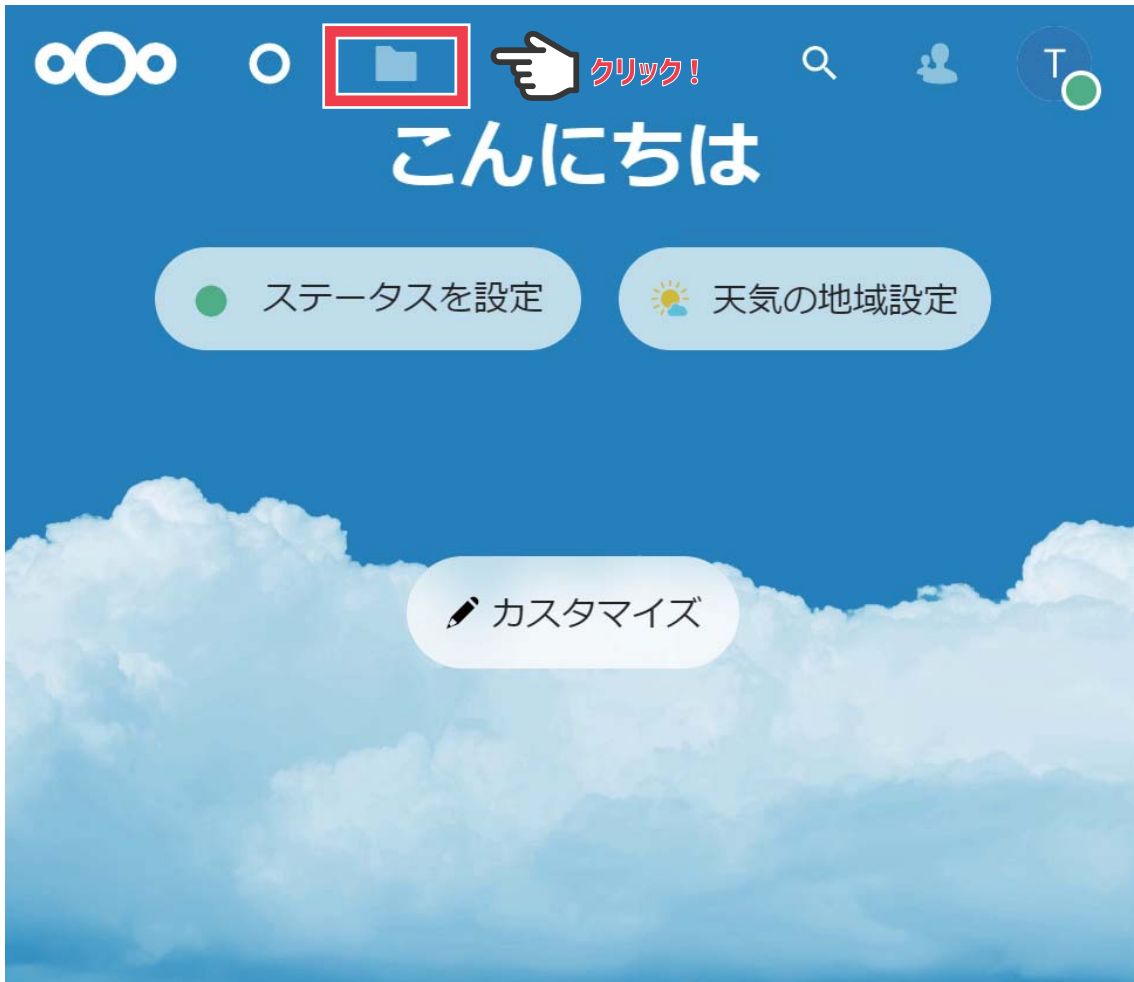 クリック!
T
こんにちは
ステータスを設定
天気の地域設定
カスタマイズ